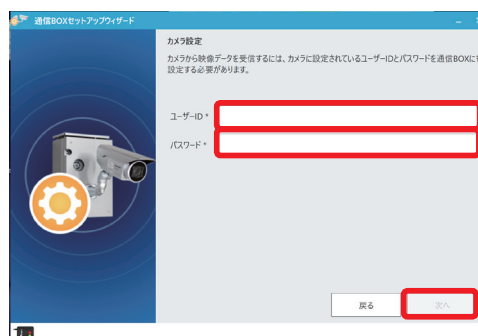 通信BOXセットアップウィザード
カメラ設定
カメラから映像データを受信するには、カメラに設定されているユーザーIDとパスワードを通信BOXに
設定する必要があります。
ユーザーID *
パスワード *
戻る
次へ